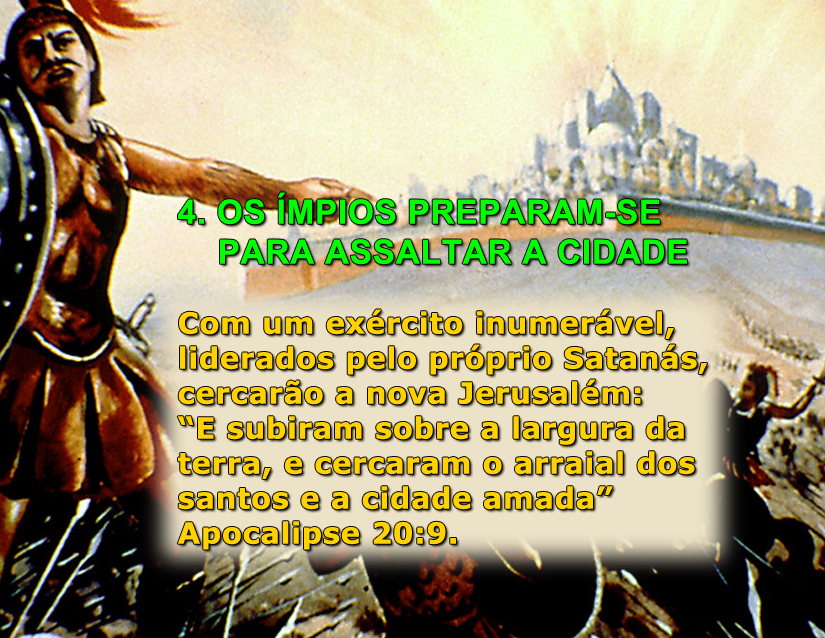 4. OS ÍMPIOS PREPARAM-SE
PARA ASSALTAR A CIDADE
Com um exército inumerável,
liderados pelo próprio Satanás,
cercarão a nova Jerusalém:
“E subiram sobre a largura da
terra, e cercaram o arraial dos
santos e a cidade amada”
Apocalipse 20:9.